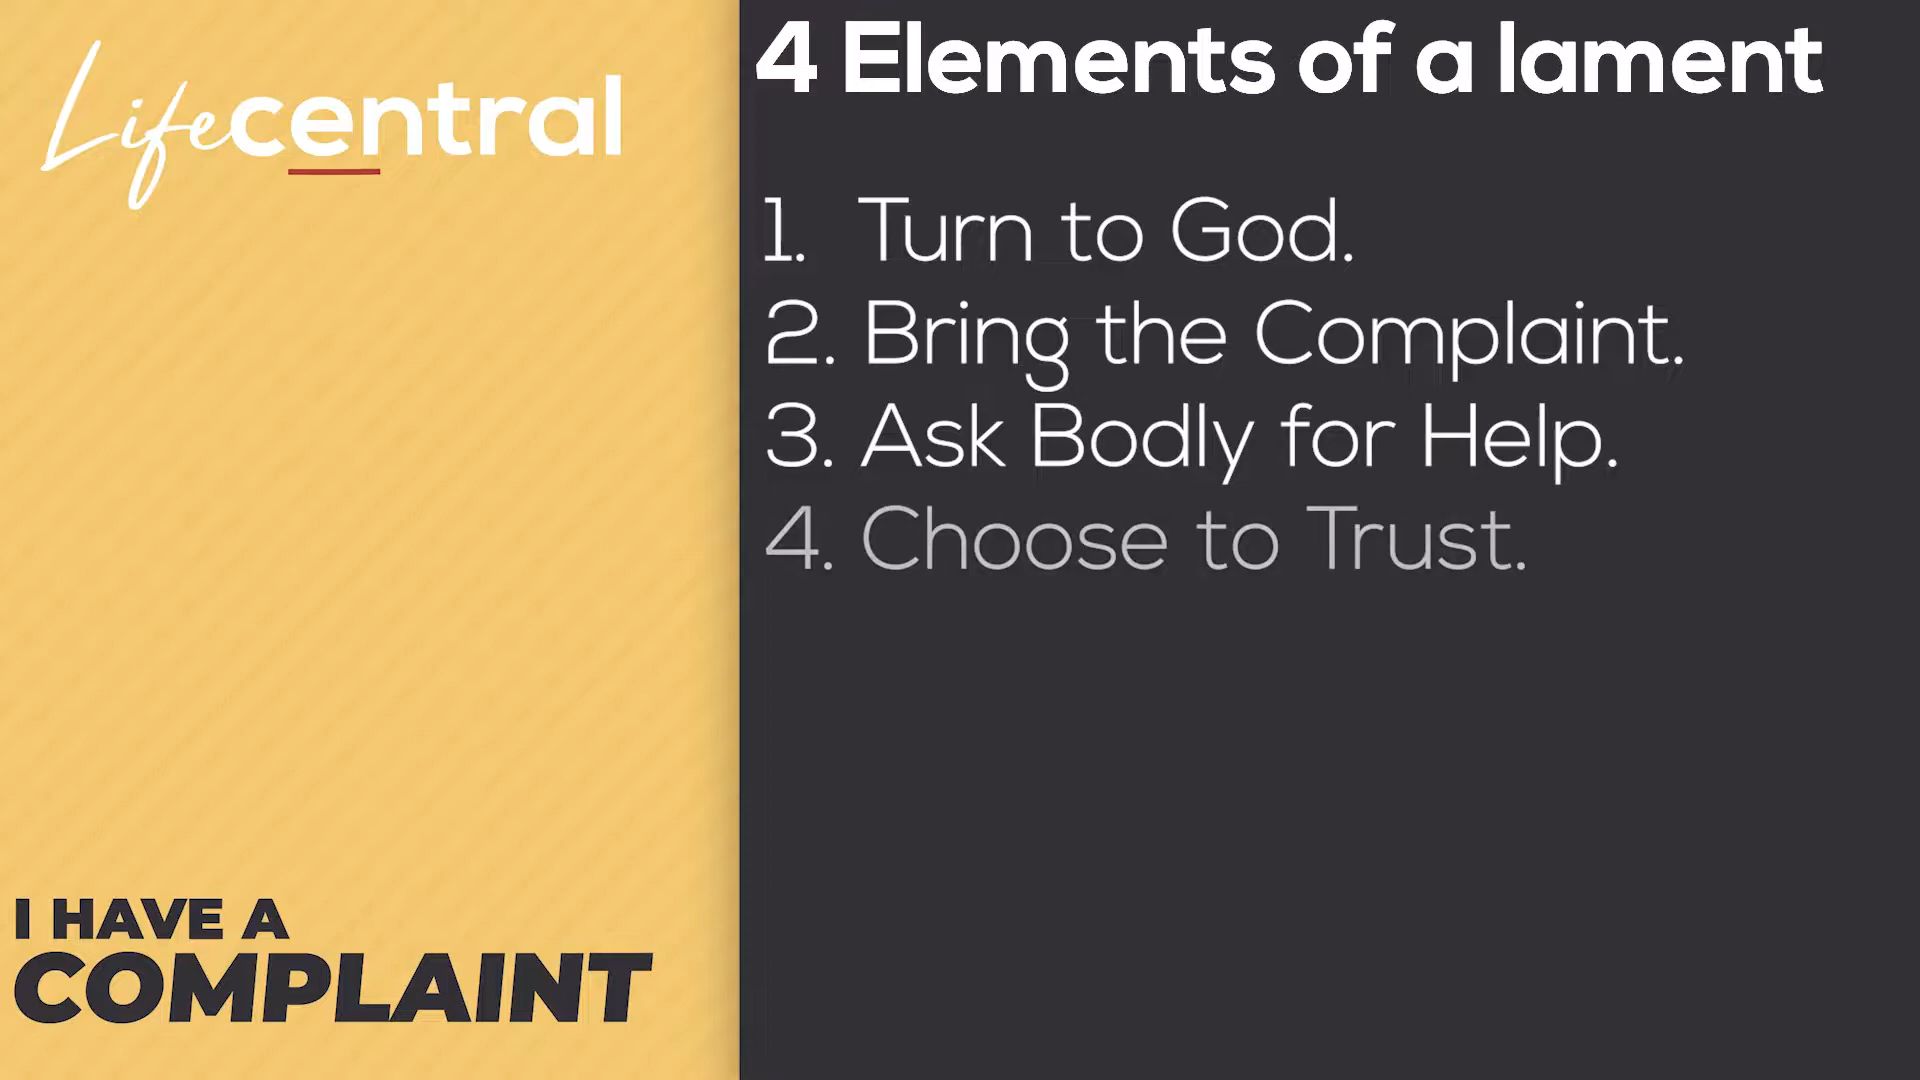 Lifecentral
4 Elements of a lament
1. Turn to God.
2. Bring the Complaint.
3. Ask Bodly for Help.
4. Choose to Trust.
I HAVE A
COMPLAINT